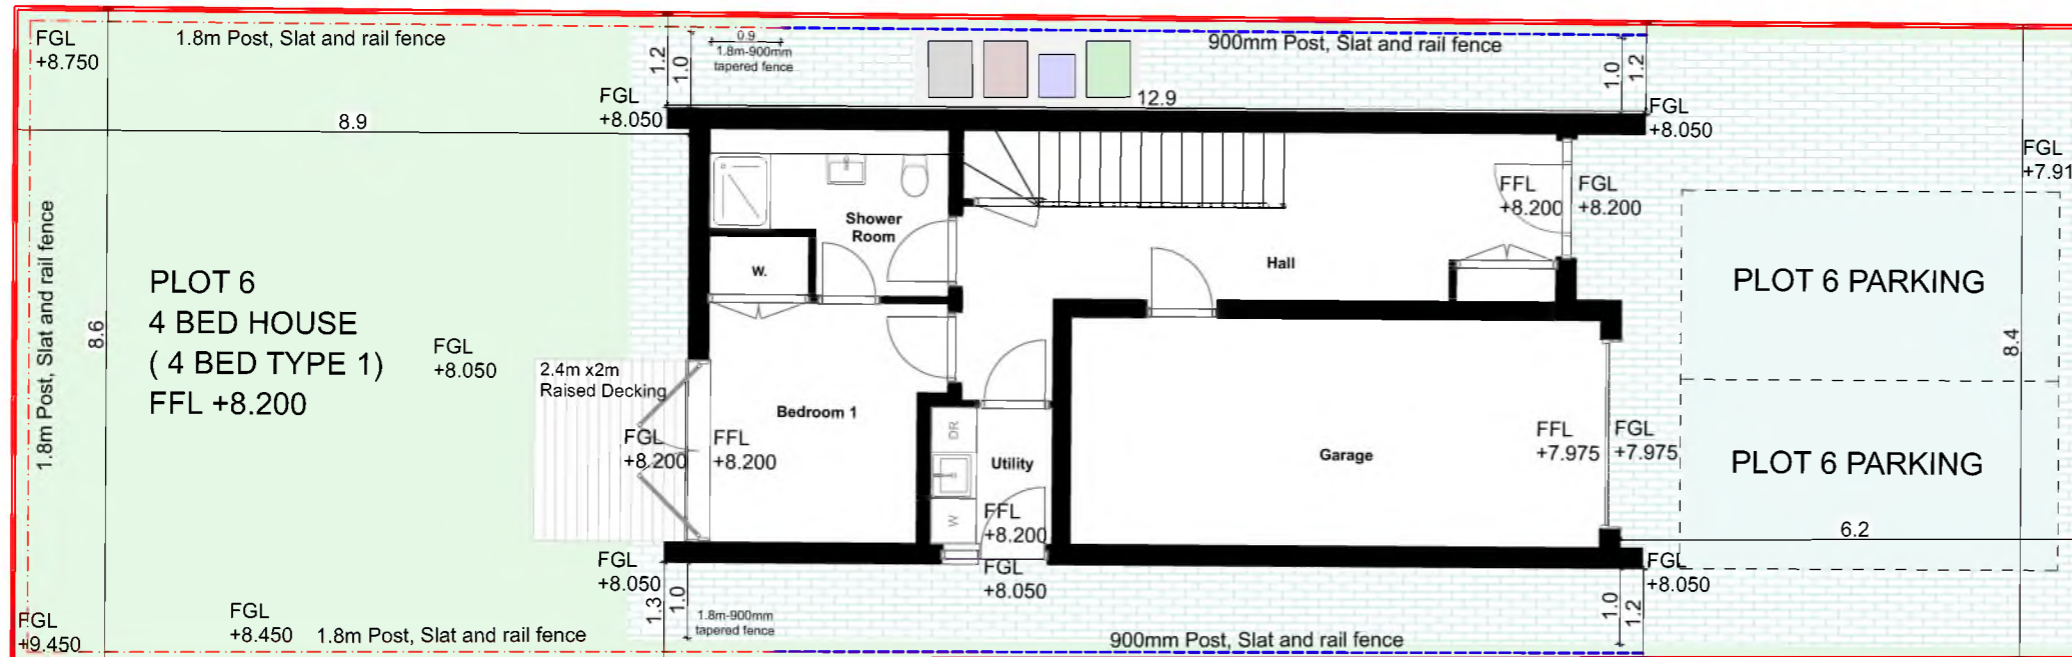 FGL
+8.750
1.8m Post, Slat and rail fence
1.2
1.0
0.9
1.8m-900mm
tapered fence
900mm Post, Slat and rail fence
1.0
1.2
12.9
FGL
+8.050
8.9
FGL
+8.050
FGL
+7.91
1.8m Post, Slat and rail fence
8.6
PLOT 6
4 BED HOUSE
( 4 BED TYPE 1)
FFL +8.200
FGL
+8.050
2.4m x2m
Raised Decking
FGL
+8.200
FFL
+8.200
Shower
Room
W.
Bedroom 1
Hall
FFL
+8.200
FGL
+8.200
DR
W
Utility
FFL
+8.200
Garage
FFL
+7.975
FGL
+7.975
PLOT 6 PARKING
PLOT 6 PARKING
8.4
6.2
FGL
+8.050
FGL
+8.050
FGL
+8.050
FGL
+9.450
FGL
+8.450
1.8m Post, Slat and rail fence
1.3
1.0
1.8m-900mm
tapered fence
900mm Post, Slat and rail fence
1.0
1.2